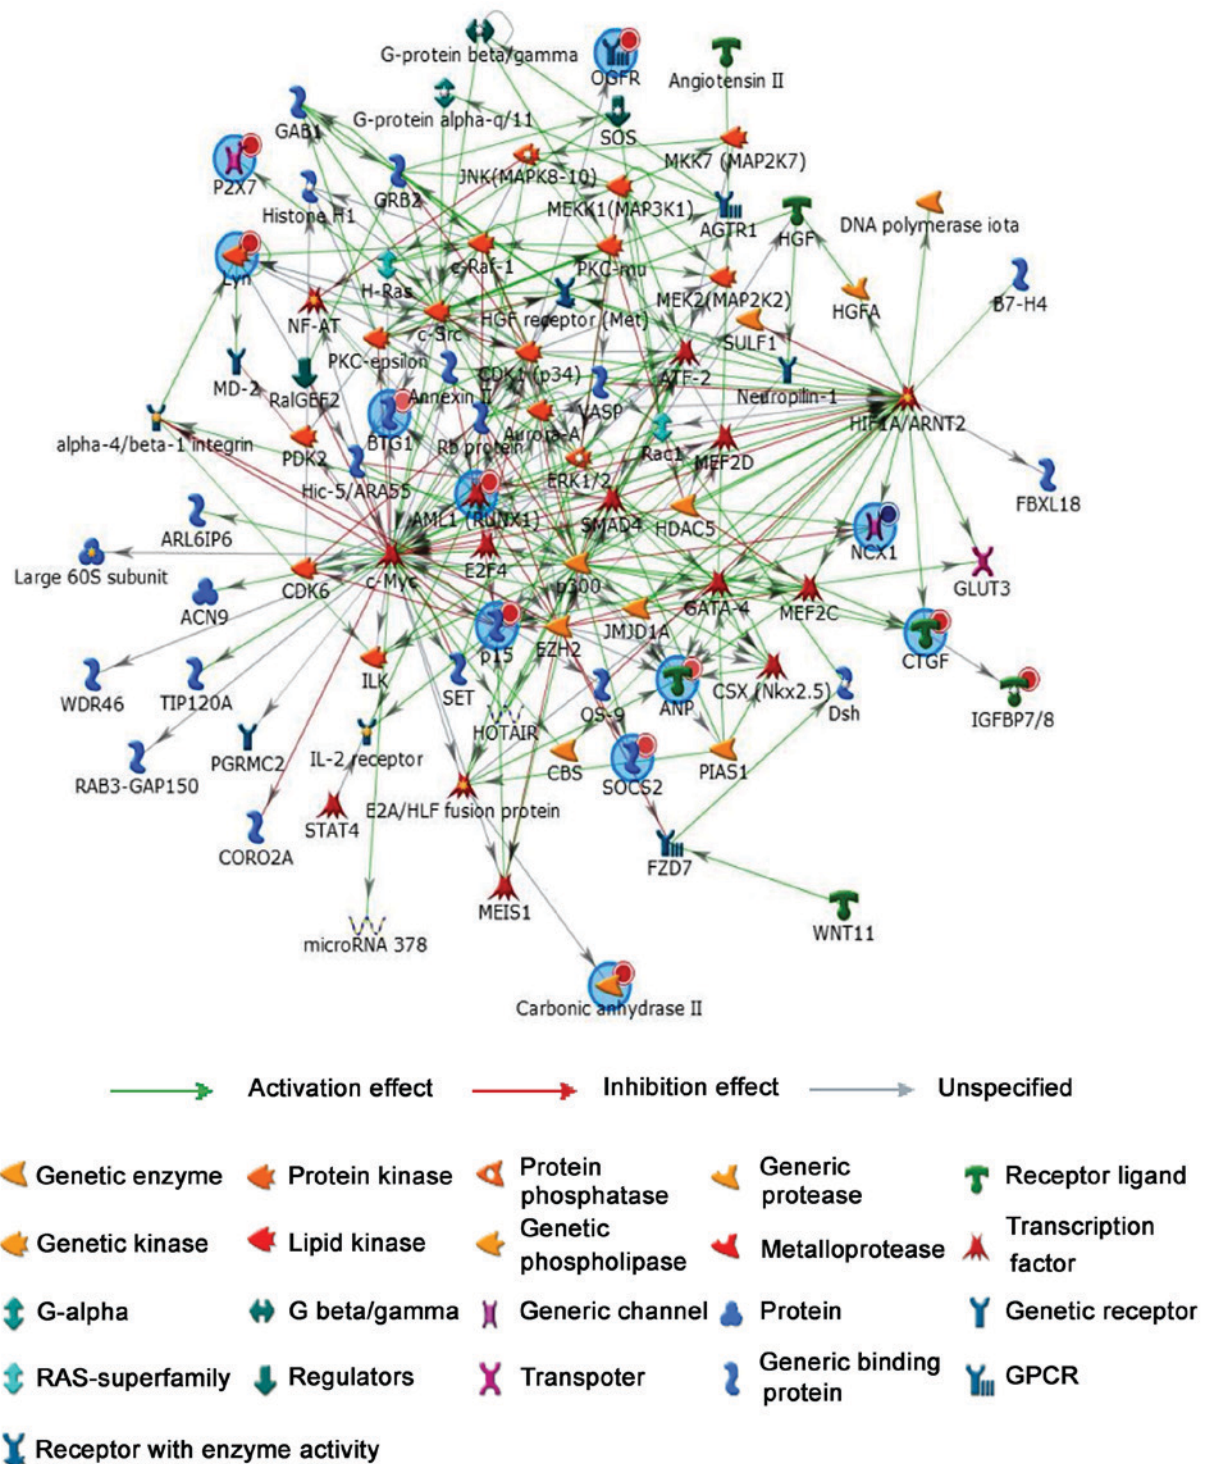 G-protein beta/gamma
OGFR
Angiotensin II
GAB1
G-protein alpha-q/11
SOS
MKK7 (MAP2K7)
P2X7
JNK(MAPK8-10)
GRB2
Histone H1
MEKK1(MAP3K1)
AGTR1
HGF
DNA polymerase iota
Lyn
c-Raf-1
PKC-mu
H-Ras
MEK2(MAP2K2)
HGFA
B7-H4
NF-AT
c-Src
HGF receptor (Met)
SULF1
PKC-epsilon
CDK1 (p34)
ATF-2
MD-2
RalGEF2
Annexin II
VASP
Neuropilin-1
HIF1A/ARNT2
alpha-4/beta-1 integrin
BTG1
Rb protein
Aurora-A
Rac1
MEF2D
PDK2
ERK1/2
Hic-5/ARA55
FBXL18
AML1 (RUNX1)
SMAD4
HDAC5
ARL6IP6
NCX1
Large 60S subunit
c-Myc
E2F4
p300
GLUT3
CDK6
ACN9
GATA-4
MEF2C
JMJD1A
p15
EZH2
CTGF
ILK
WDR46
TIP120A
SET
CSX (Nkx2.5)
ANP
OS-9
Dsh
IGFBP7/8
HOTAIR
PGRMC2
IL-2 receptor
CBS
PIAS1
RAB3-GAP150
SOCS2
E2A/HLF fusion protein
STAT4
CORO2A
FZD7
MEIS1
WNT11
microRNA 378
Carbonic anhydrase II
Activation effect
Inhibition effect
Unspecified
Genetic enzyme
Protein kinase
Protein
phosphatase
Generic
protease
Receptor ligand
Genetic kinase
Lipid kinase
Genetic
phospholipase
Metalloprotease
Transcription
factor
G-alpha
G beta/gamma
Generic channel
Protein
Genetic receptor
RAS-superfamily
Regulators
Transpoter
Generic binding
protein
GPCR
Receptor with enzyme activity